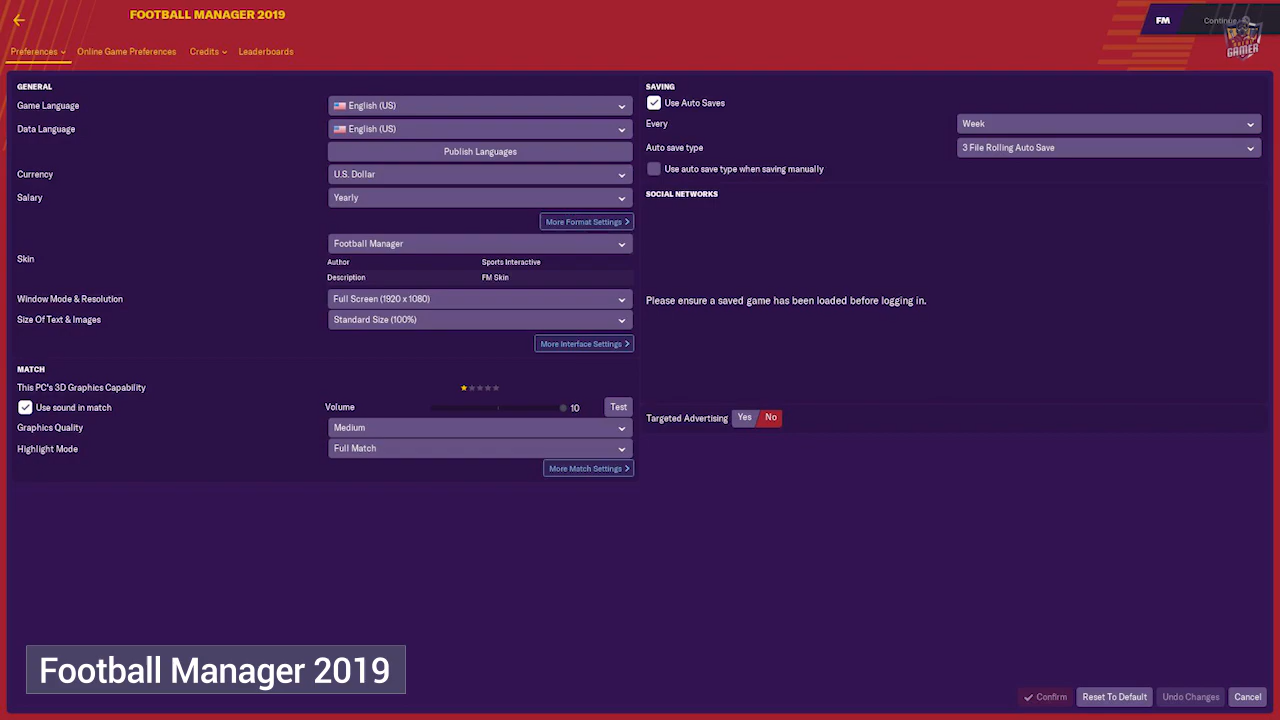 FOOTBALL MANAGER 2019
FM
Continue
GAMER
Preferences
Online Game Preferences
Credits
Leaderboards
GENERAL
Game Language
English (US)
Data Language
English (US)
Publish Languages
Currency
U.S. Dollar
Salary
Yearly
More Format Settings
Skin
Football Manager
Author
Sports Interactive
Description
FM Skin
Window Mode & Resolution
Full Screen (1920 x 1080)
Size Of Text & Images
Standard Size (100%)
More Interface Settings
MATCH
This PC's 3D Graphics Capability
Use sound in match
Volume
10
Test
Graphics Quality
Medium
Highlight Mode
Full Match
More Match Settings
SAVING
Use Auto Saves
Every
Week
Auto save type
3 File Rolling Auto Save
Use auto save type when saving manually
SOCIAL NETWORKS
Please ensure a saved game has been loaded before logging in.
Targeted Advertising
Yes
No
Football Manager 2019
Confirm
Reset To Default
Undo Changes
Cancel